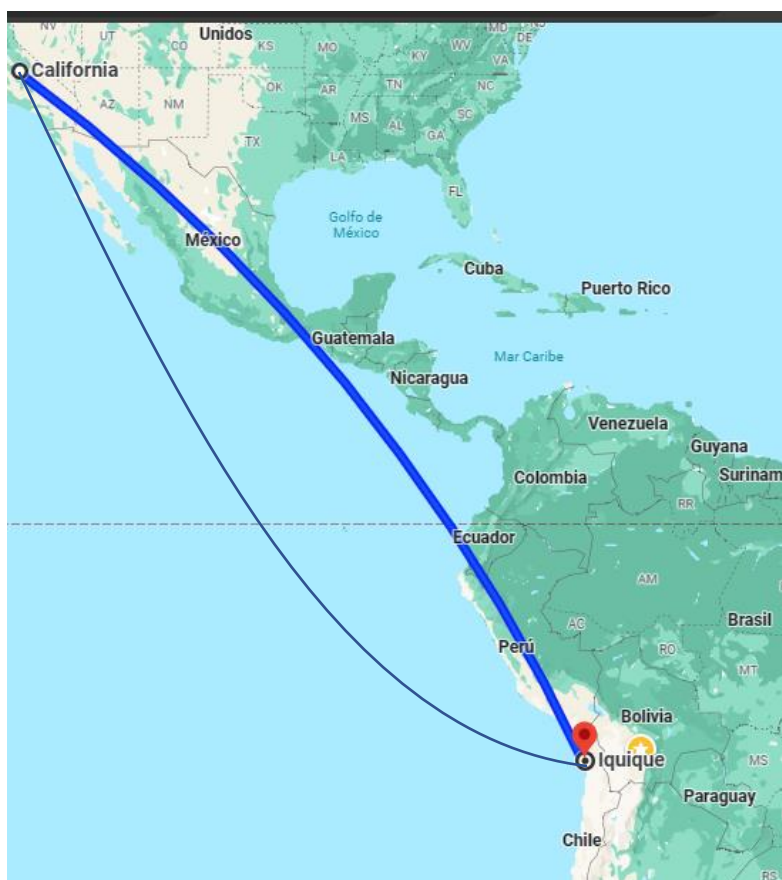 NV
UT
CO
Unidos
KS
MO
KY
WV
MD
DE
NJ
VA
California
AZ
NM
OK
AR
TN
NC
MS
AL
SC
GA
TX
LA
FL
Golfo de
México
México
Cuba
Puerto Rico
Guatemala
Mar Caribe
Nicaragua
Venezuela
Guyana
Colombia
Surinam
RR
Ecuador
AM
AC
Brasil
Perú
RO
MT
Bolivia
Iquique
MS
Paraguay
Chile
RS